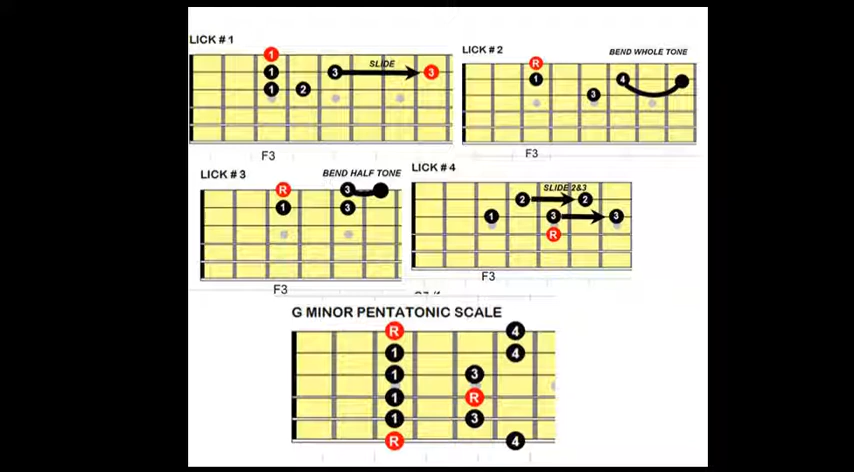 LICK # 1
1
SLIDE
1 3 3
1 2
F3
LICK # 2
BEND WHOLE TONE
R
1 4
3
F3
LICK # 3
BEND HALF TONE
R 3
1 3
F3
LICK # 4
SLIDE 2&3
2 2
1 3 3
R
F3
G MINOR PENTATONIC SCALE
R 4
1 4
1 3
1 R
1 3
R 4